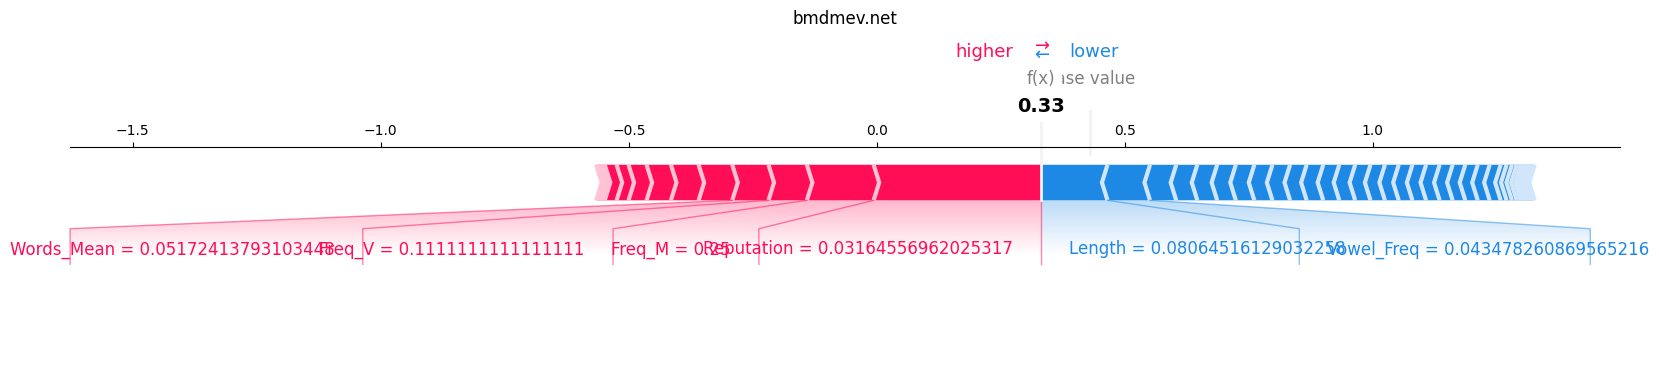 bmdmev.net
higher → ← lower
f(x) ase value
0.33
−1.5 −1.0 −0.5 0.0 0.5 1.0
Words_Mean = 0.05172413793103448 Freq_V = 0.1111111111111111 Freq_M = 0.25 Reputation = 0.03164556962025317 Length = 0.08064516129032258 Vowel_Freq = 0.043478260869565216